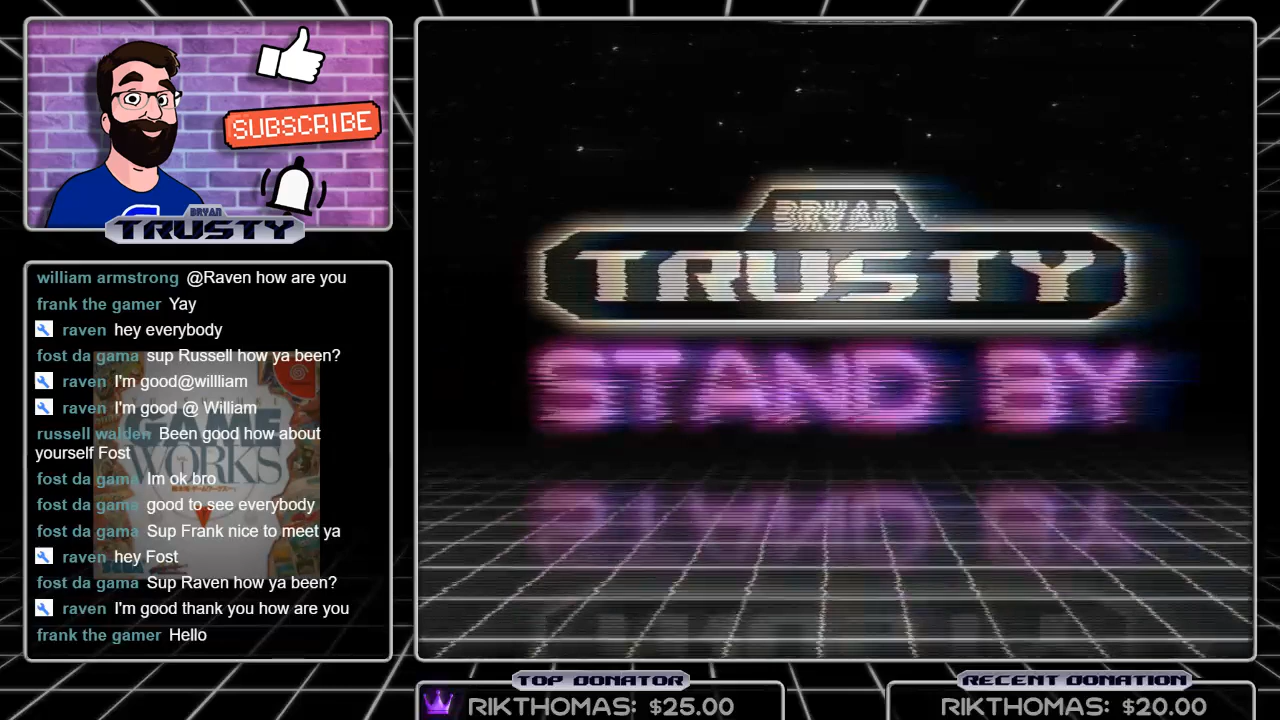 SUBSCRIBE
BRYAN
TRUSTY
william armstrong @Raven how are you
frank the gamer Yay
raven hey everybody
fost da gama sup Russell how ya been?
raven I'm good@willliam
raven I'm good @ William
russell walden Been good how about
yourself Fost
fost da gama Im ok bro
fost da gama good to see everybody
fost da gama Sup Frank nice to meet ya
raven hey Fost
fost da gama Sup Raven how ya been?
raven I'm good thank you how are you
frank the gamer Hello
GAME
WORKS
BRYAN
TRUSTY
STAND BY
TOP DONATOR
RIKTHOMAS: $25.00
RECENT DONATION
RIKTHOMAS: $20.00